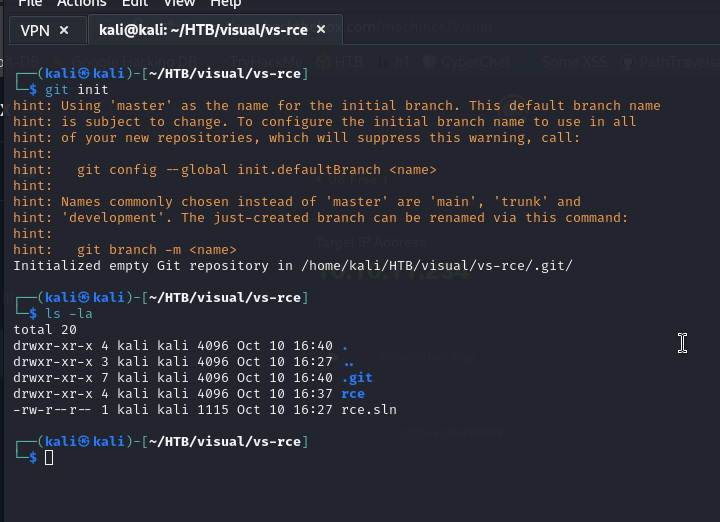 File Actions Edit View Help
VPN × kali@kali: ~/HTB/visual/vs-rce ×
┌──(kali㉿kali)-[~/HTB/visual/vs-rce]
└─$ git init
hint: Using 'master' as the name for the initial branch. This default branch name
hint: is subject to change. To configure the initial branch name to use in all
hint: of your new repositories, which will suppress this warning, call:
hint:
hint:   git config --global init.defaultBranch <name>
hint:
hint: Names commonly chosen instead of 'master' are 'main', 'trunk' and
hint: 'development'. The just-created branch can be renamed via this command:
hint:
hint:   git branch -m <name>
Initialized empty Git repository in /home/kali/HTB/visual/vs-rce/.git/
┌──(kali㉿kali)-[~/HTB/visual/vs-rce]
└─$ ls -la
total 20
drwxr-xr-x 4 kali kali 4096 Oct 10 16:40 .
drwxr-xr-x 3 kali kali 4096 Oct 10 16:27 ..
drwxr-xr-x 7 kali kali 4096 Oct 10 16:40 .git
drwxr-xr-x 4 kali kali 4096 Oct 10 16:37 rce
-rw-r--r-- 1 kali kali 1115 Oct 10 16:27 rce.sln
┌──(kali㉿kali)-[~/HTB/visual/vs-rce]
└─$